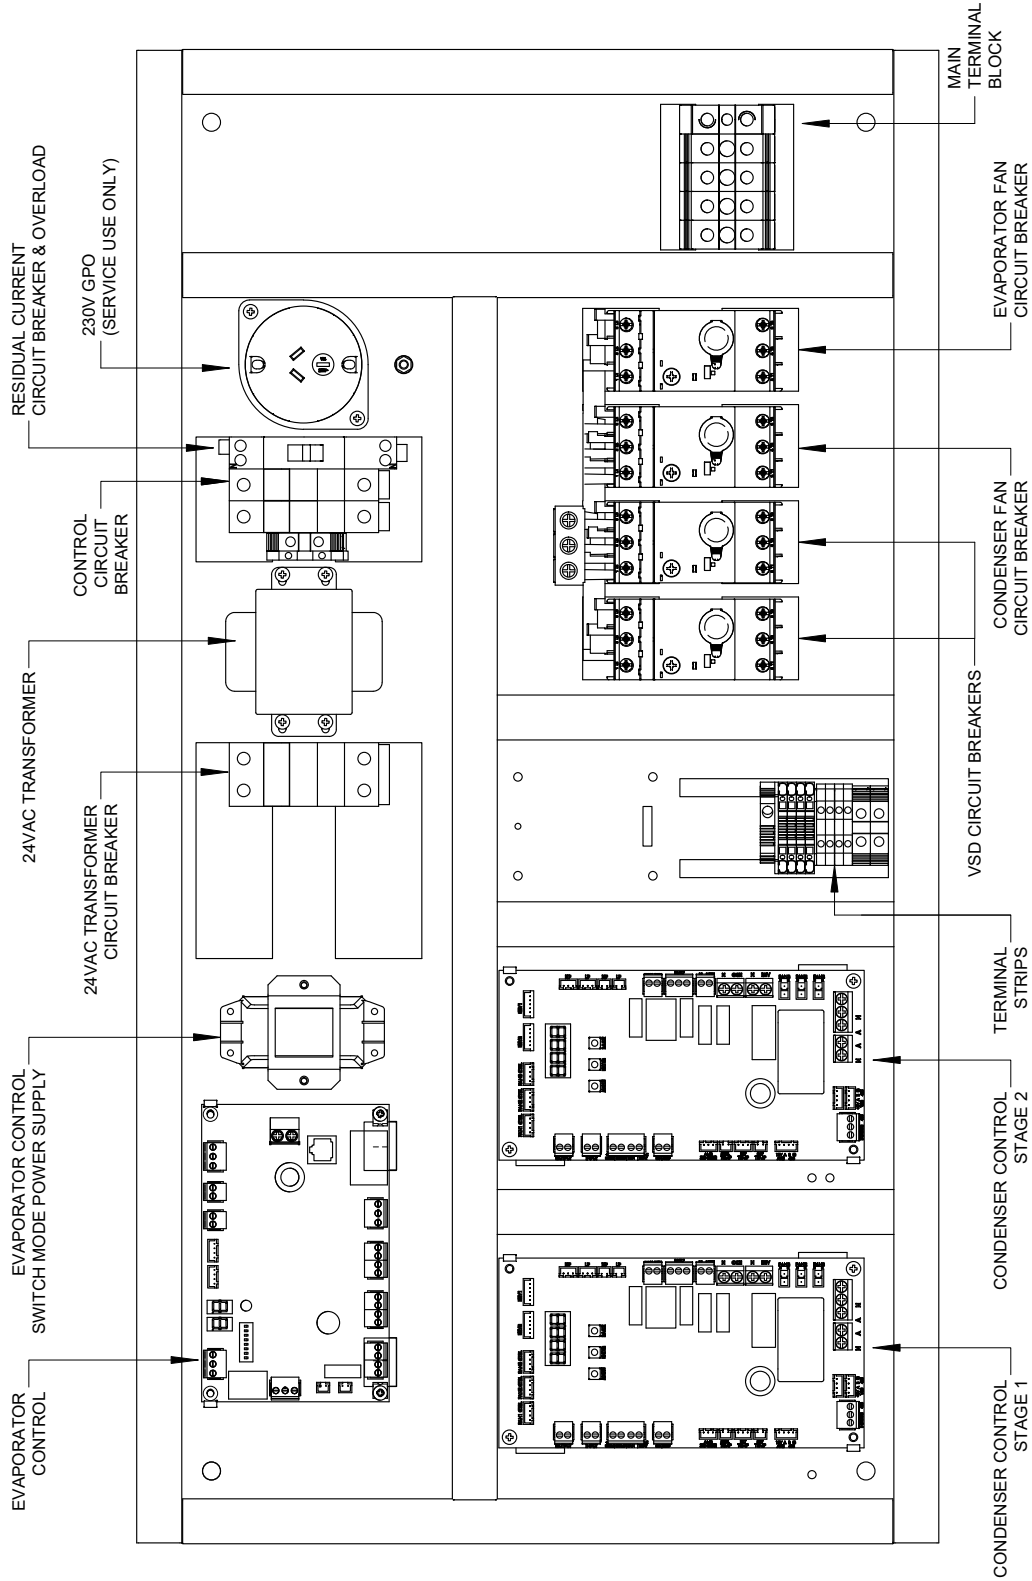 EVAPORATOR
CONTROL
EVAPORATOR CONTROL
SWITCH MODE POWER SUPPLY
24VAC TRANSFORMER
CIRCUIT BREAKER
24VAC TRANSFORMER
CONTROL
CIRCUIT
BREAKER
RESIDUAL CURRENT
CIRCUIT BREAKER & OVERLOAD
230V GPO
(SERVICE USE ONLY)
CONDENSER CONTROL
STAGE 1
CONDENSER CONTROL
STAGE 2
TERMINAL
STRIPS
VSD CIRCUIT BREAKERS
CONDENSER FAN
CIRCUIT BREAKER
EVAPORATOR FAN
CIRCUIT BREAKER
MAIN
TERMINAL
BLOCK